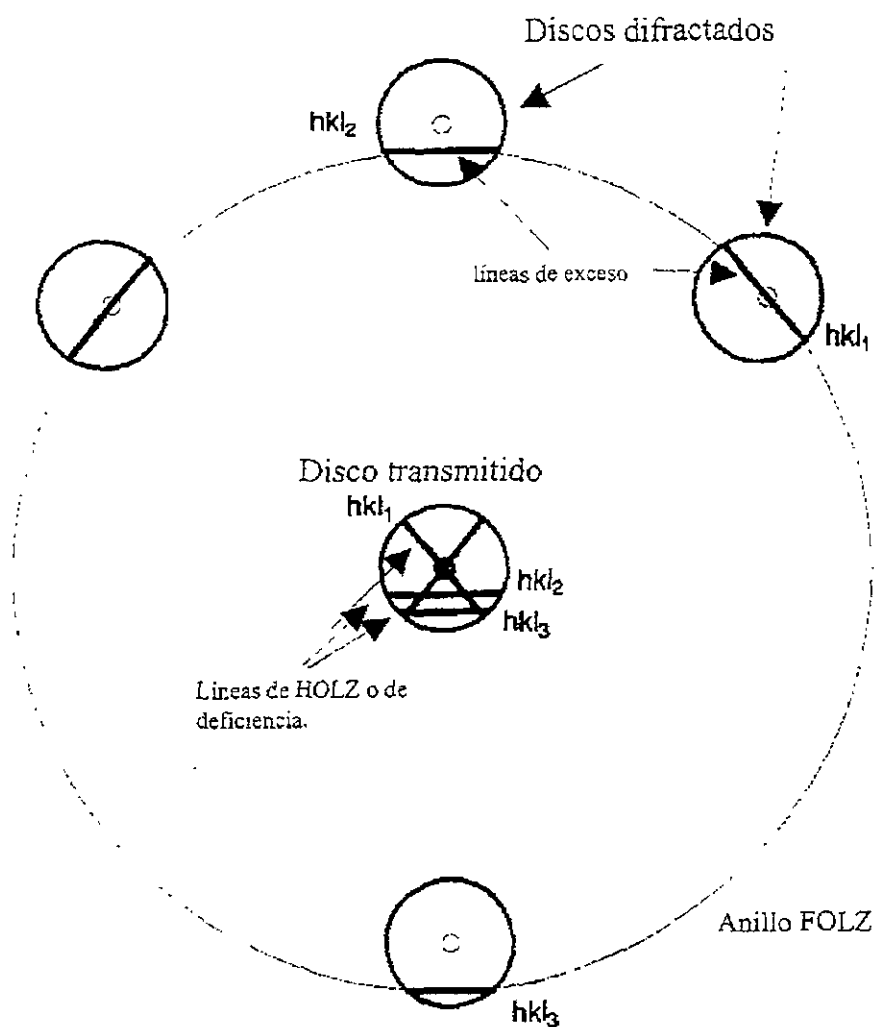 Discos difractados
hkl₂
líneas de exceso
hkl₁
Disco transmitido
hkl₁
hkl₂
hkl₃
Líneas de HOLZ o de
deficiencia.
Anillo FOLZ
hkl₃